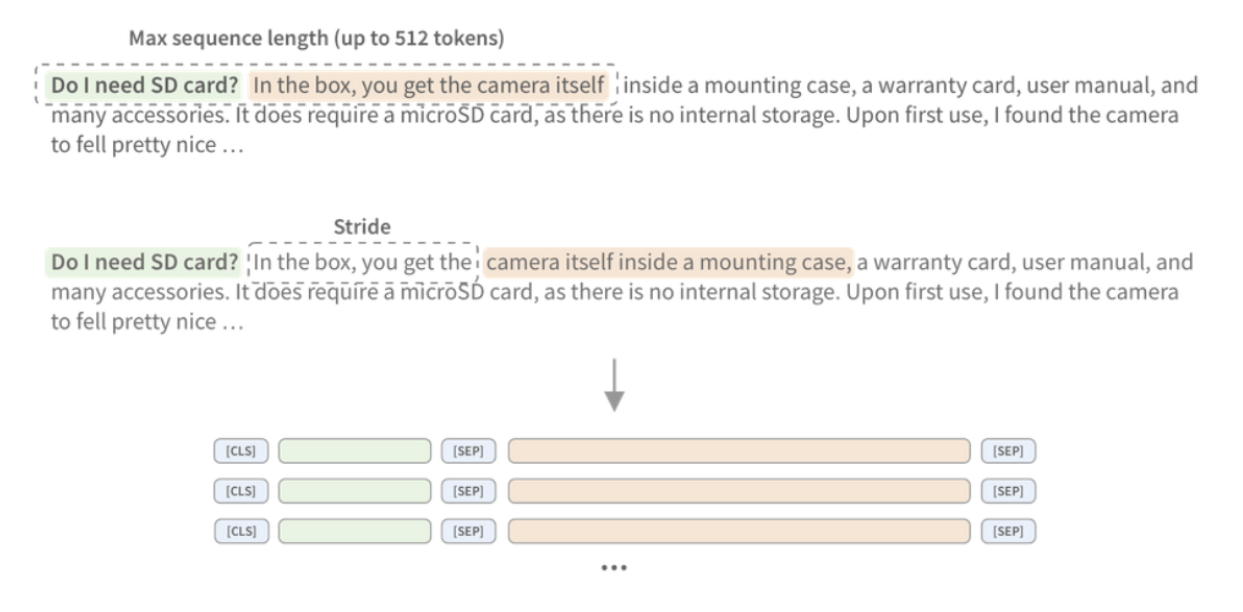 Max sequence length (up to 512 tokens)
Do I need SD card? In the box, you get the camera itself inside a mounting case, a warranty card, user manual, and
many accessories. It does require a microSD card, as there is no internal storage. Upon first use, I found the camera
to fell pretty nice …
Stride
Do I need SD card? In the box, you get the camera itself inside a mounting case, a warranty card, user manual, and
many accessories. It does require a microSD card, as there is no internal storage. Upon first use, I found the camera
to fell pretty nice …
[CLS] [SEP] [SEP]
[CLS] [SEP] [SEP]
[CLS] [SEP] [SEP]
...